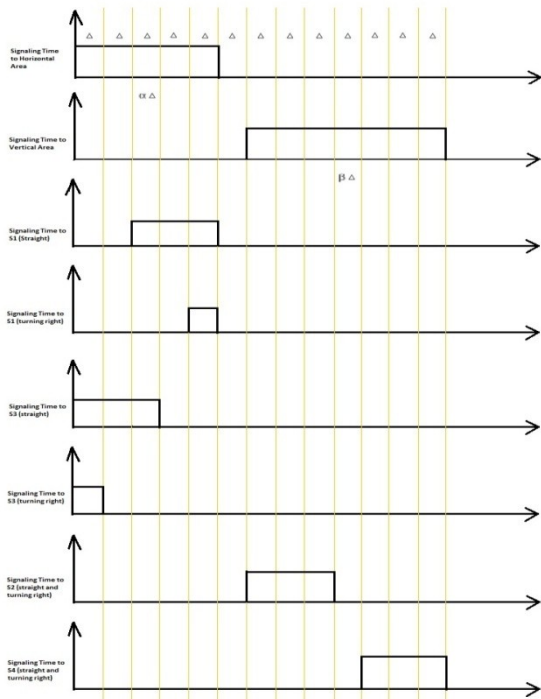 △ △ △ △ △ △ △ △ △ △ △ △ △
Signaling Time
to Horizontal
Area
α △
Signaling Time to
Vertical Area
β △
Signaling Time to
S1 (Straight)
Signaling Time to
S1 (turning right)
Signaling Time to
S3 (straight)
Signaling Time to
S3 (turning right)
Signaling Time to
S2 (straight and
turning right)
Signaling Time to
S4 (straight and
turning right)